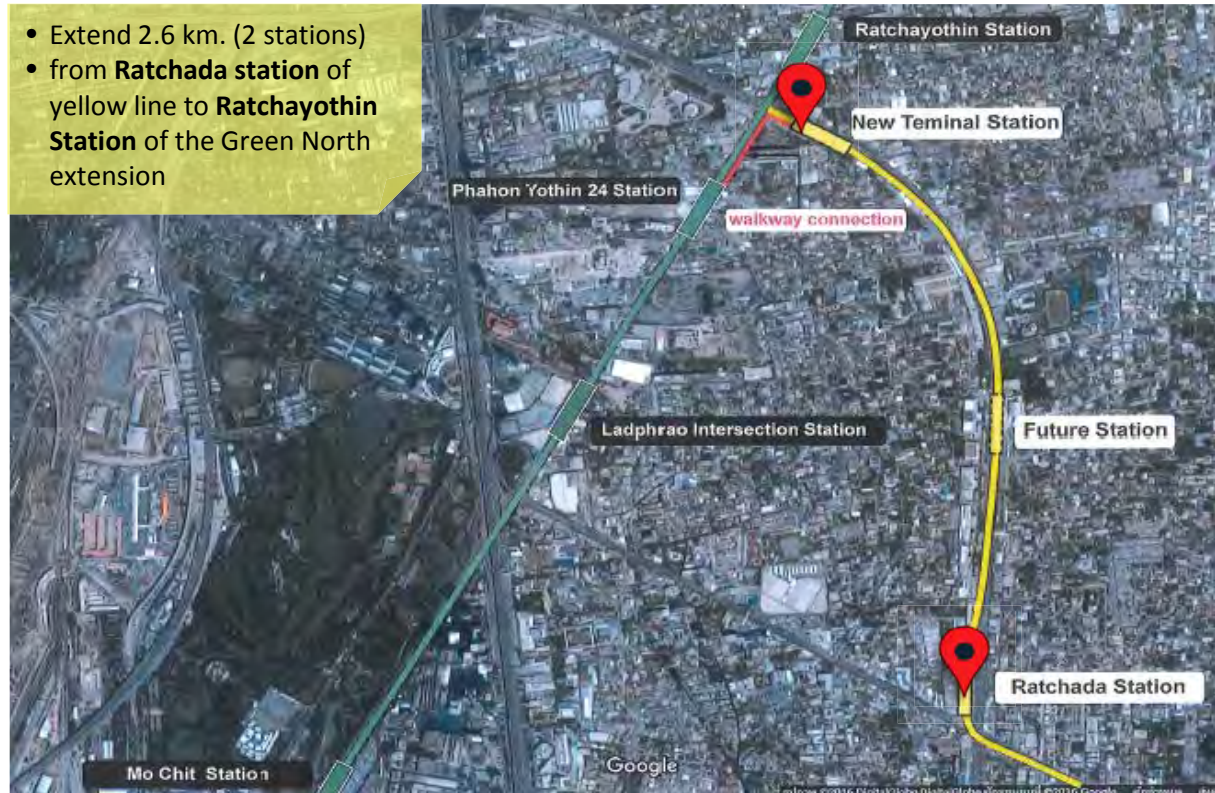 • Extend 2.6 km. (2 stations)
• from Ratchada station of
yellow line to Ratchayothin
Station of the Green North
extension
Ratchayothin Station
New Teminal Station
Phahon Yothin 24 Station
walkway connection
Ladphrao Intersection Station
Future Station
Ratchada Station
Mo Chit Station
Google